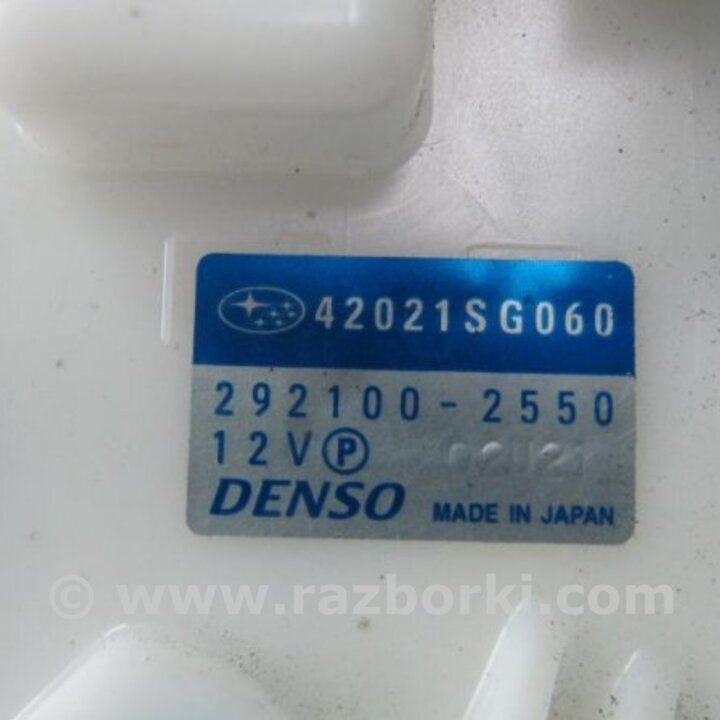 42021SG060
292100-2550
12V Ⓟ
DENSO MADE IN JAPAN
© www.razborki.com